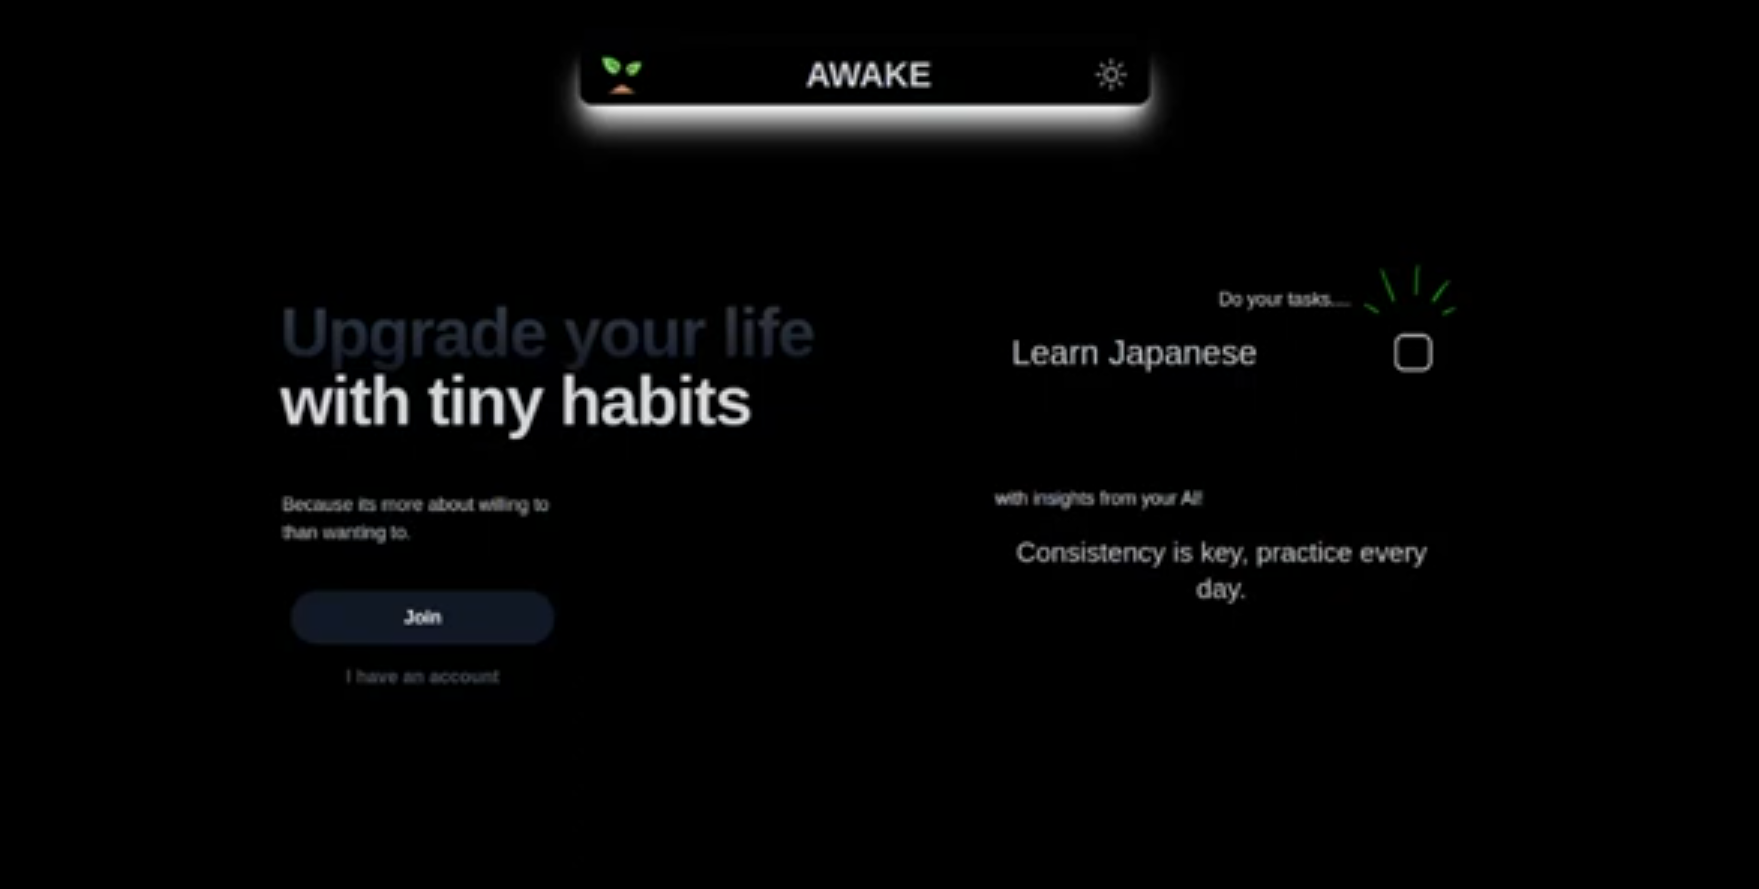 AWAKE
Upgrade your life
with tiny habits
Because its more about willing to
than wanting to.
Join
I have an account
Do your tasks....
Learn Japanese
with insights from your AI!
Consistency is key, practice every
day.